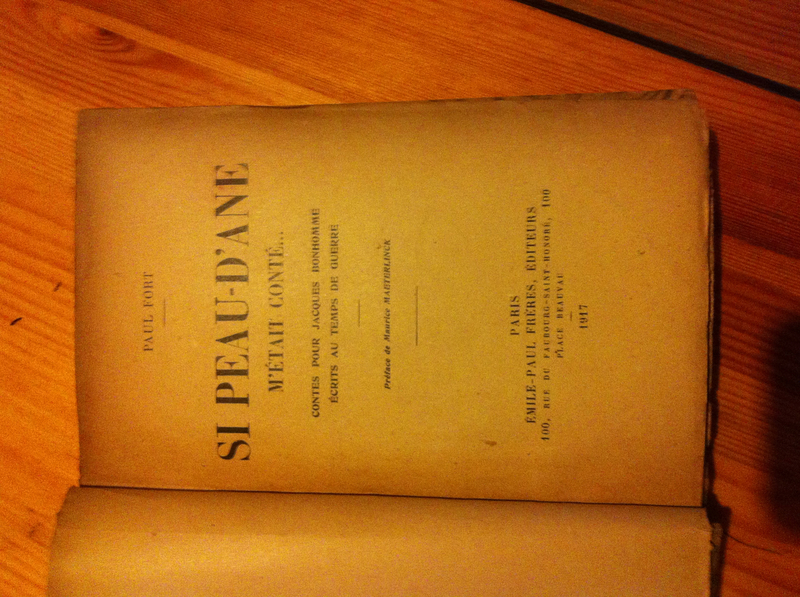 PAUL FORT
SI PEAU-D'ANE
M'ÉTAIT CONTÉ...
CONTES POUR JACQUES BONHOMME
ÉCRITS AU TEMPS DE GUERRE
Préface de Maurice MAETERLINCK
PARIS
ÉMILE-PAUL FRÈRES, ÉDITEURS
100, RUE DU FAUBOURG-SAINT-HONORÉ, 100
PLACE BEAUVAU
1917